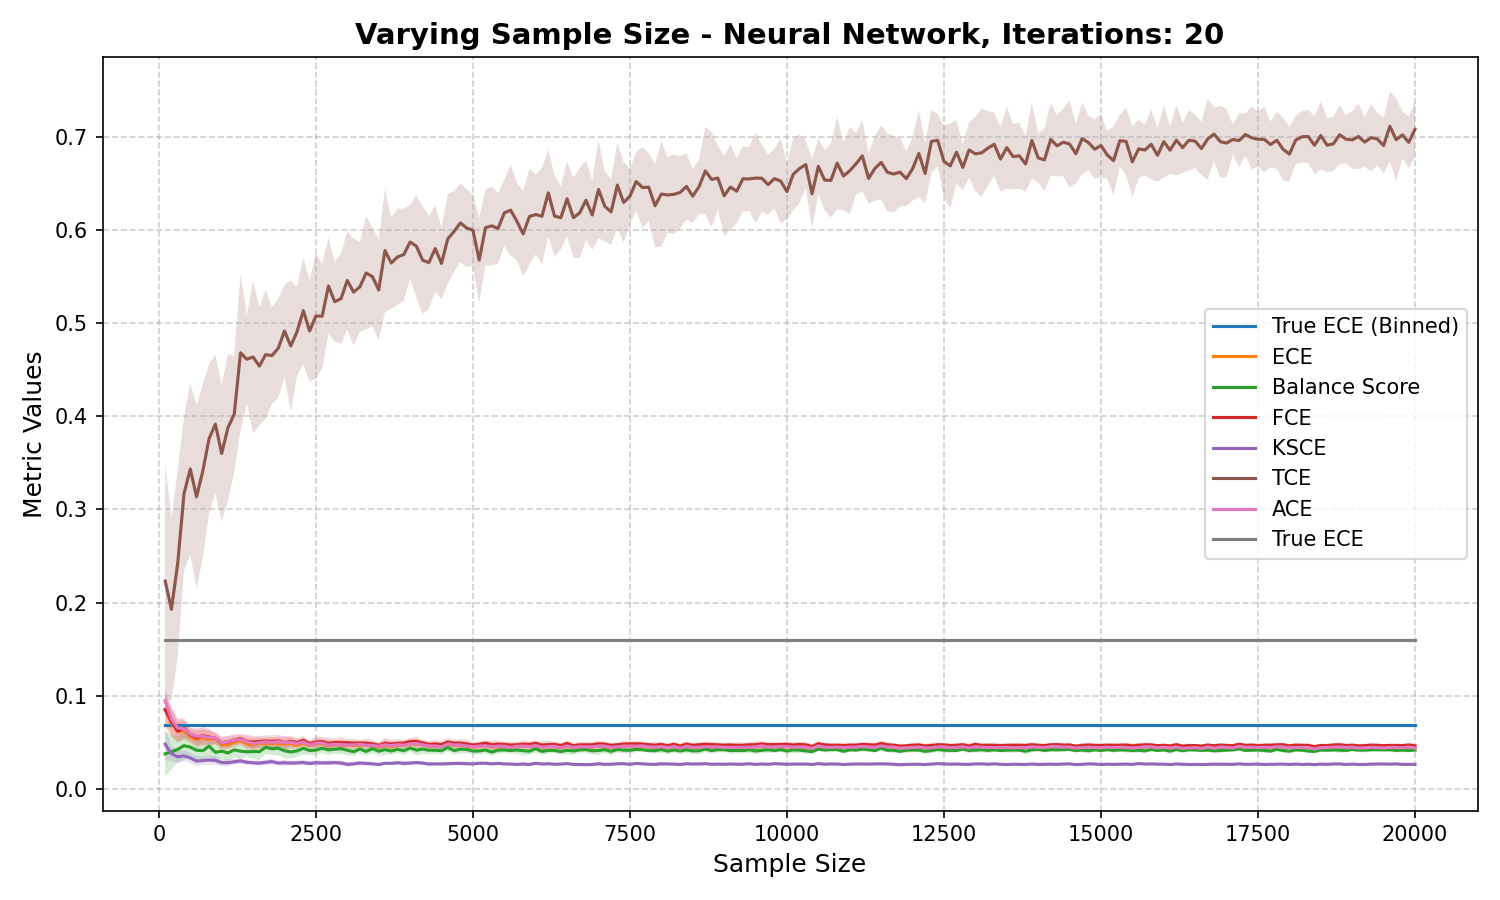 Varying Sample Size - Neural Network, Iterations: 20
Metric Values
0.7
0.6
0.5
0.4
0.3
0.2
0.1
0.0
True ECE (Binned)
ECE
Balance Score
FCE
KSCE
TCE
ACE
True ECE
0 2500 5000 7500 10000 12500 15000 17500 20000
Sample Size